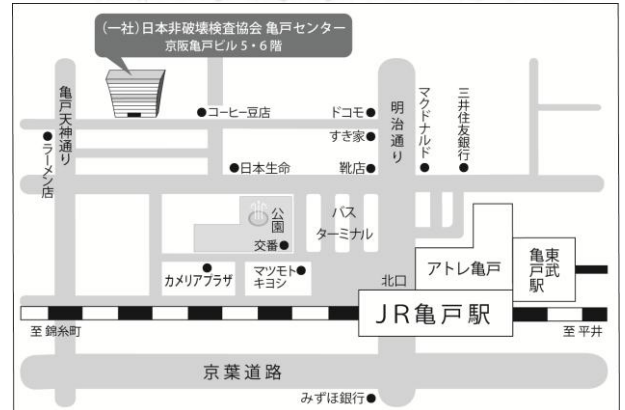 (一社)日本非破壊検査協会 亀戸センター
京阪亀戸ビル 5・6 階
亀戸天神通り
ラーメン店
コーヒー豆店
ドコモ
すき家
明治通り
マクドナルド
三井住友銀行
日本生命
靴店
公園
交番
バス
ターミナル
カメリアプラザ
マツモト
キヨシ
北口
アトレ亀戸
東武
亀戸駅
JR亀戸駅
至 錦糸町
至 平井
京葉道路
みずほ銀行